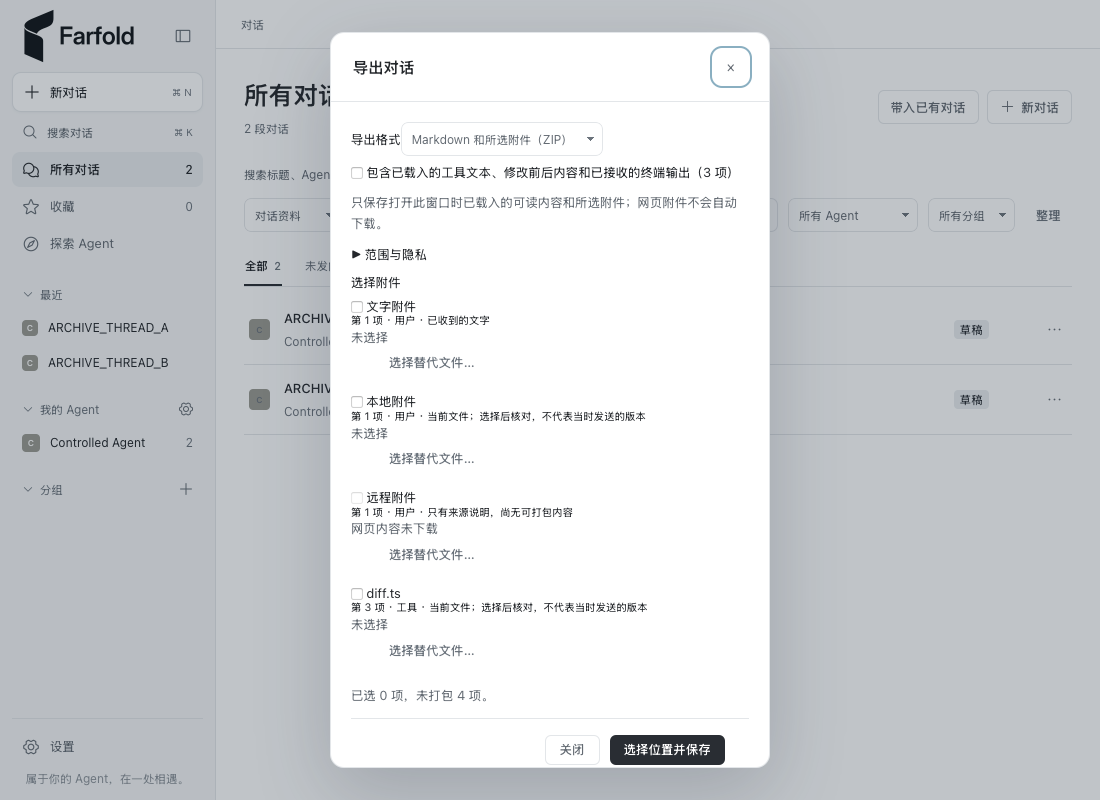 Farfold
新对话 ⌘ N
搜索对话 ⌘ K
所有对话 2
收藏 0
探索 Agent
最近
C ARCHIVE_THREAD_A
C ARCHIVE_THREAD_B
我的 Agent
C Controlled Agent 2
分组
设置
属于你的 Agent，在一处相遇。
对话
所有对话
2 段对话
带入已有对话
新对话
搜索标题、Agen
对话资料
所有 Agent
所有分组
整理
全部 2
未发
C ARCHIV
Contro
草稿
C ARCHIV
Contro
草稿
导出对话
×
导出格式 Markdown 和所选附件（ZIP）
包含已载入的工具文本、修改前后内容和已接收的终端输出（3 项）
只保存打开此窗口时已载入的可读内容和所选附件；网页附件不会自动
下载。
▶ 范围与隐私
选择附件
文字附件
第 1 项 · 用户 · 已收到的文字
未选择
选择替代文件...
本地附件
第 1 项 · 用户 · 当前文件；选择后核对，不代表当时发送的版本
未选择
选择替代文件...
远程附件
第 1 项 · 用户 · 只有来源说明，尚无可打包内容
网页内容未下载
选择替代文件...
diff.ts
第 3 项 · 工具 · 当前文件；选择后核对，不代表当时发送的版本
未选择
选择替代文件...
已选 0 项，未打包 4 项。
关闭
选择位置并保存